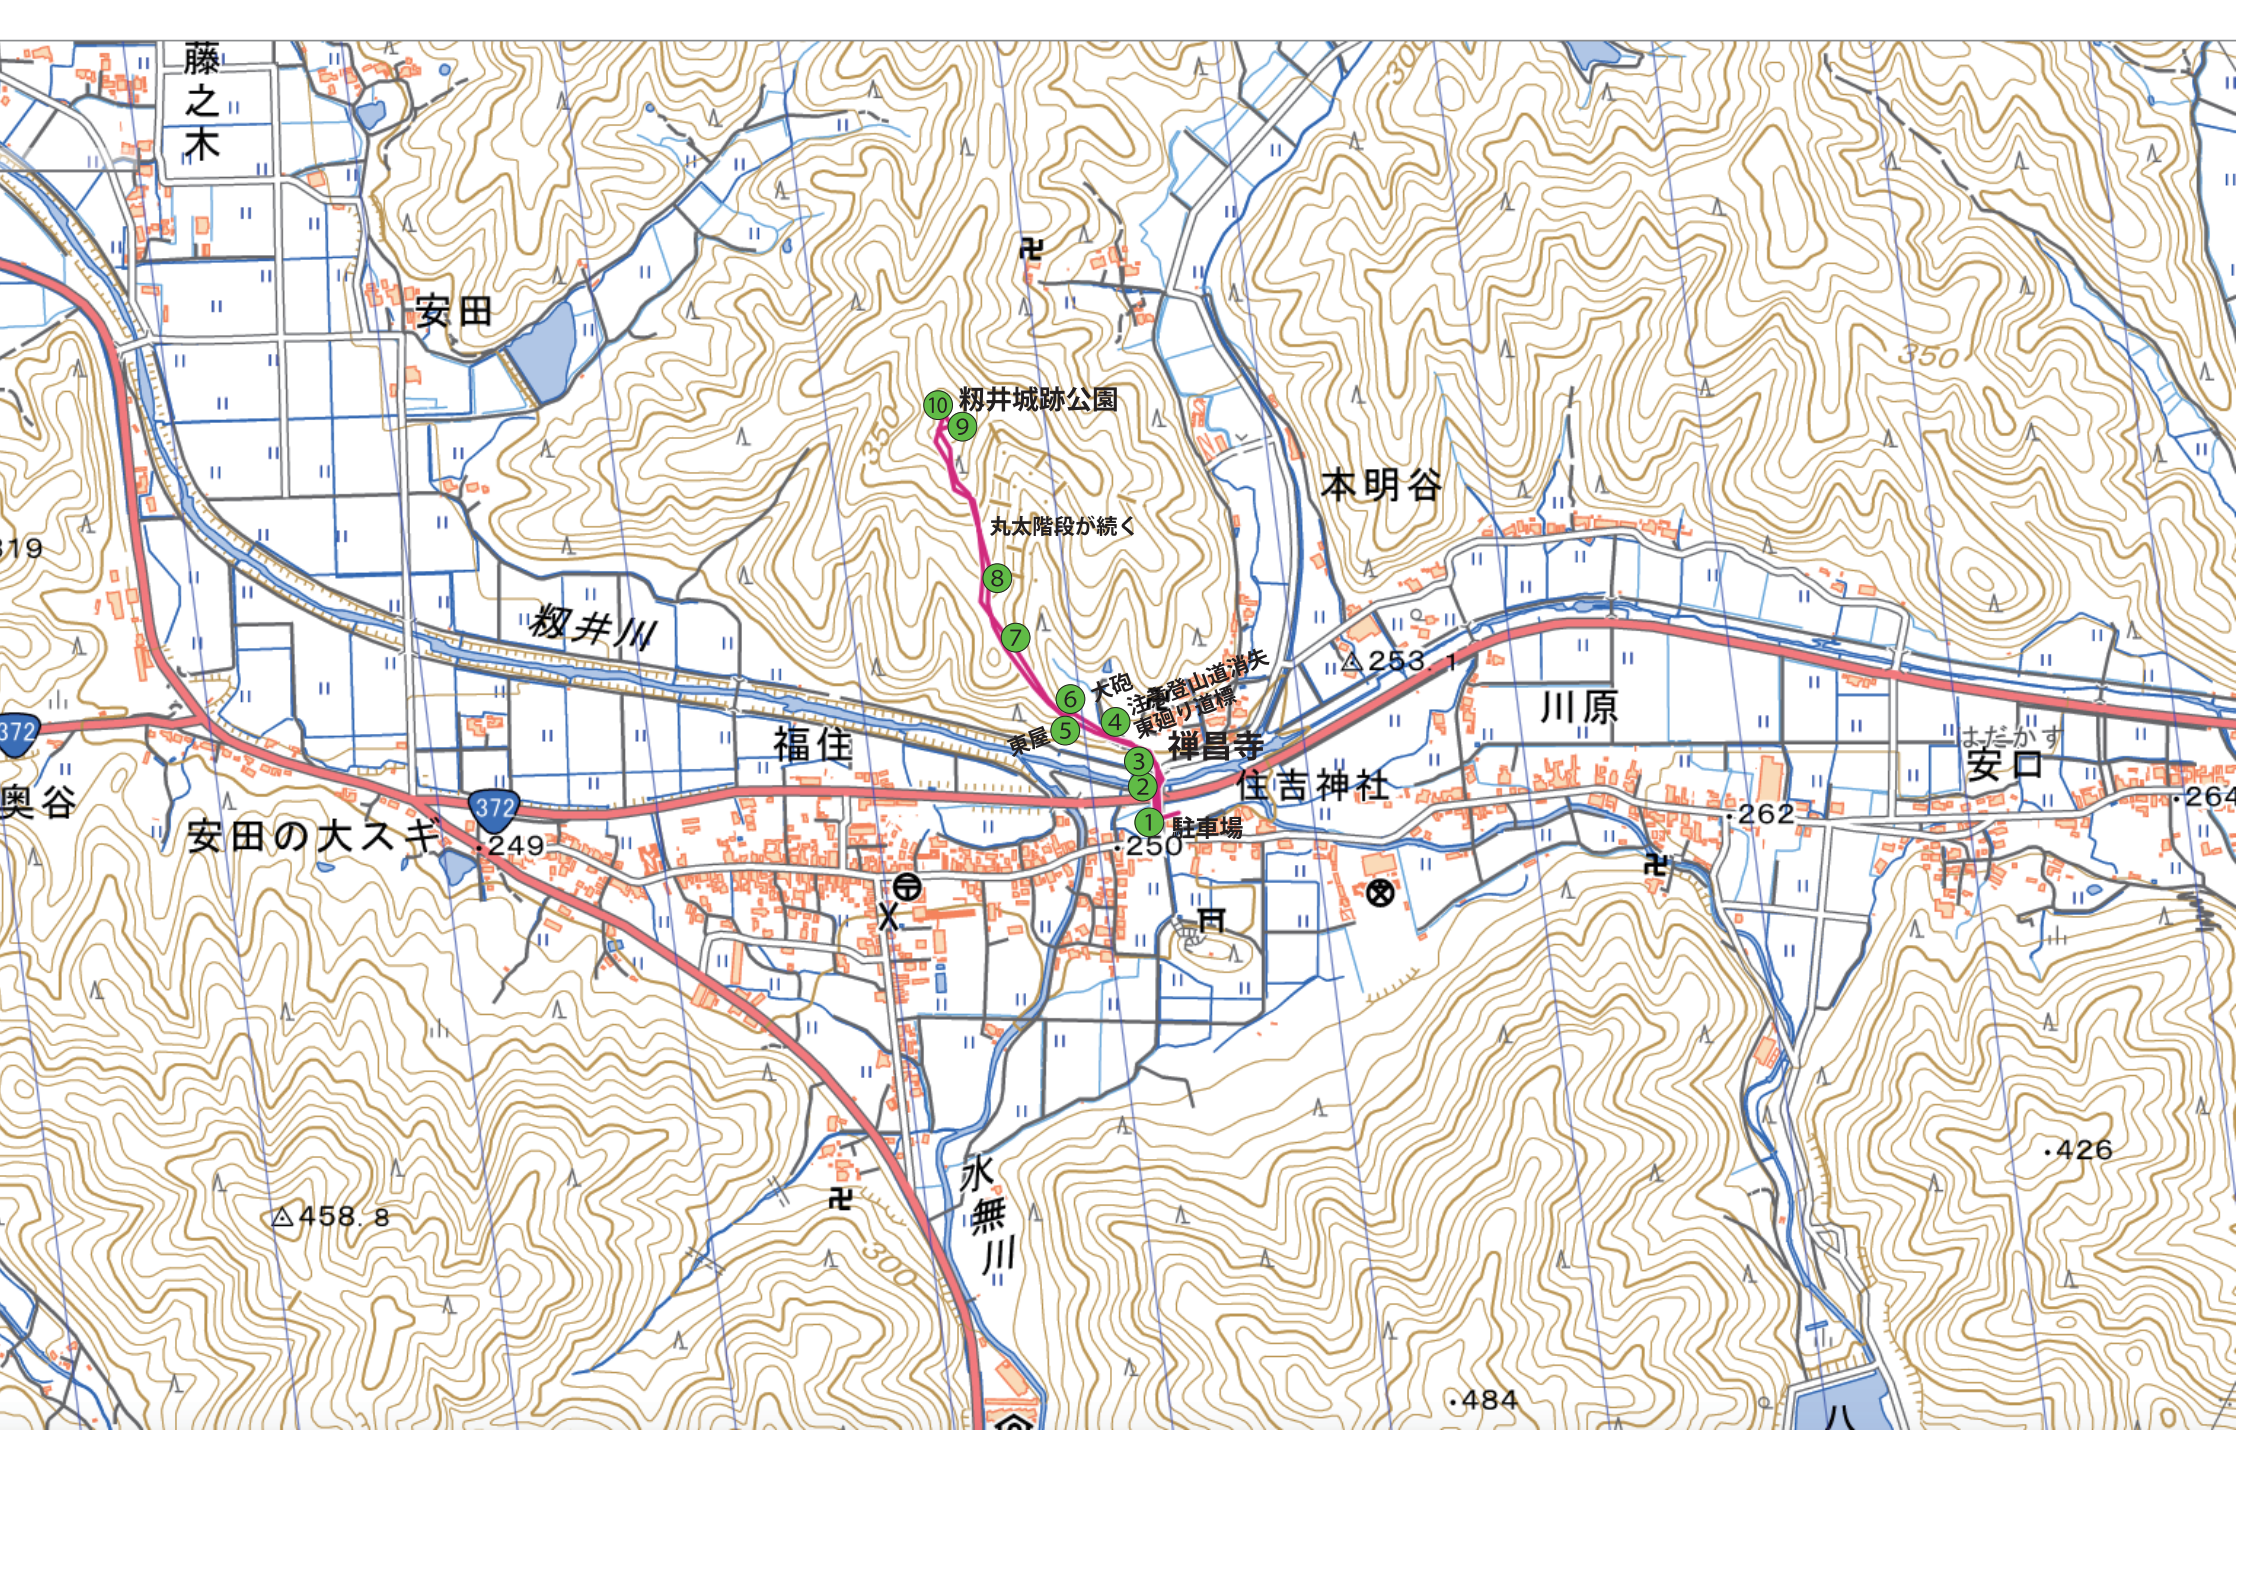 藤之木
300
安田
350
10
籾井城跡公園
9
350
本明谷
丸太階段が続く
319
8
籾井川
7
253.1
6
大砲
注意登山道消失
4
東廻り道標
川原
372
福住
東屋
5
禅昌寺
3
はだかす
安口
奥谷
372
2
住吉神社
264
安田の大スギ
249
1
駐車場
250
262
水無川
426
458.8
300
484
八